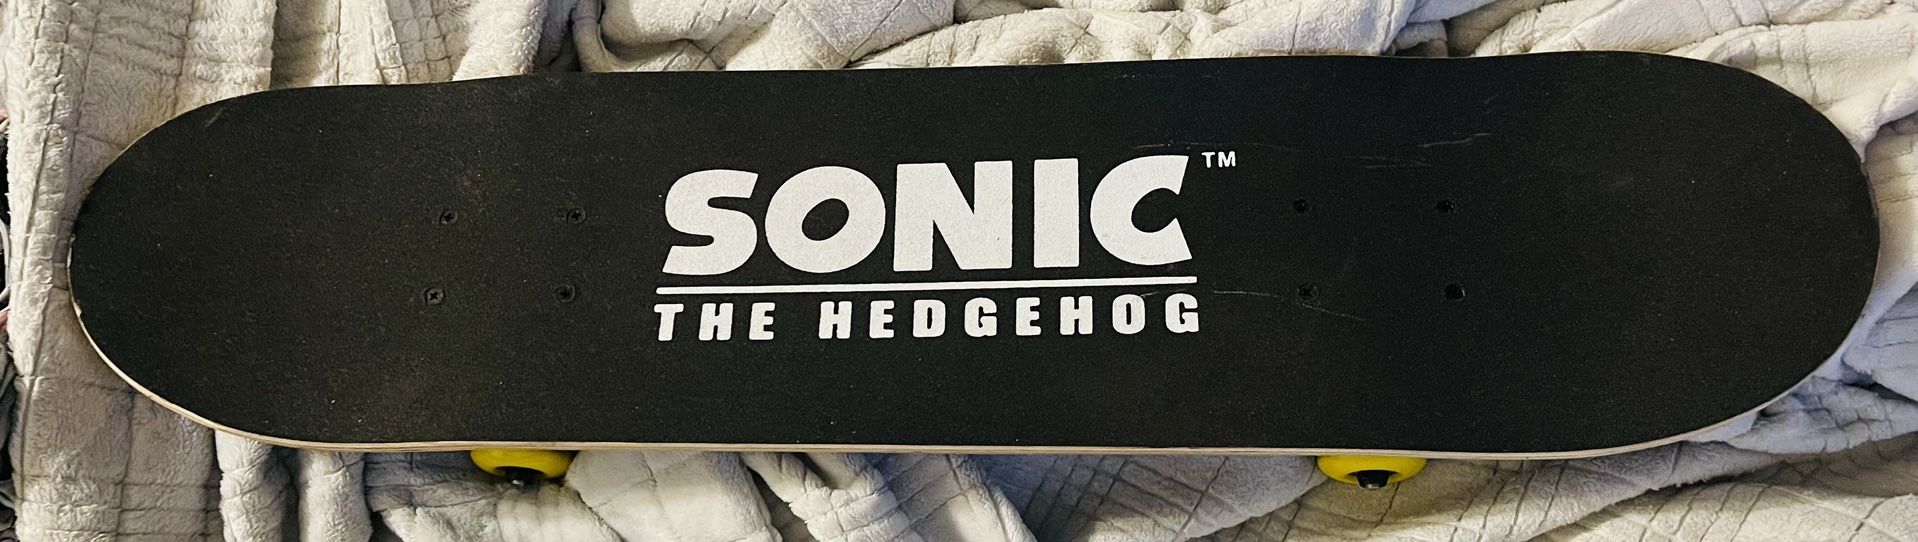 SONIC™
THE HEDGEHOG